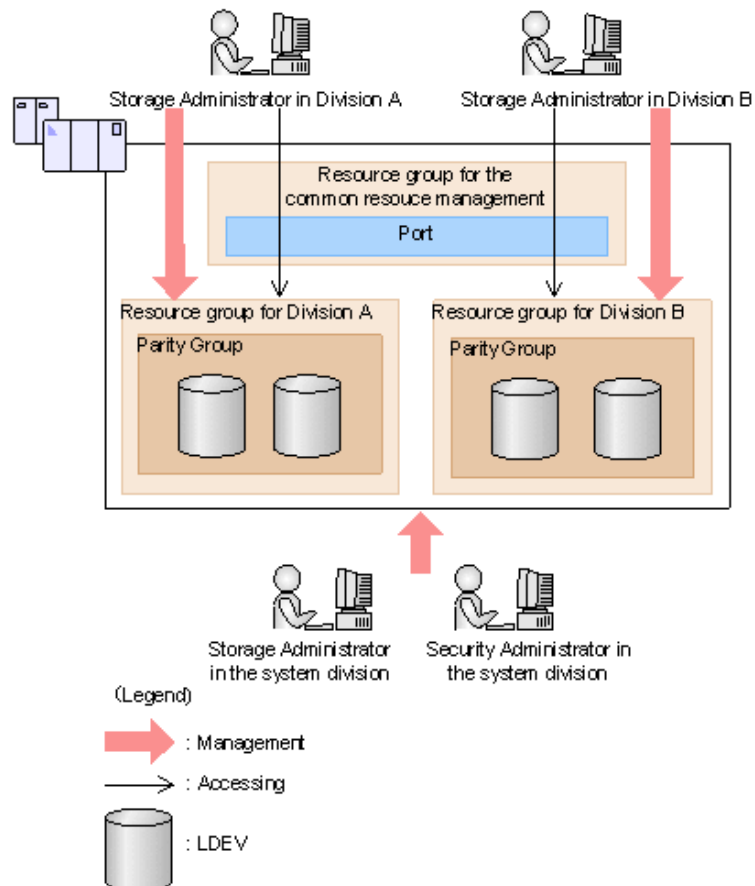 Storage Administrator in Division A
Storage Administrator in Division B
Resource group for the
common resouce management
Port
Resource group for Division A
Resource group for Division B
Parity Group
Parity Group
Storage Administrator
in the system division
Security Administrator in
the system division
(Legend)
: Management
: Accessing
: LDEV